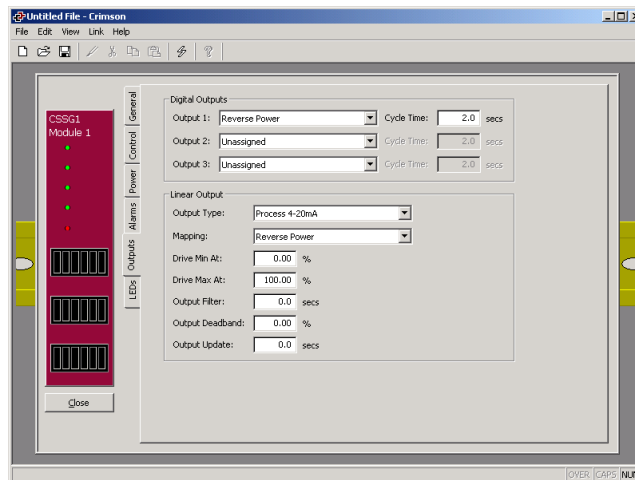 Untitled File - Crimson
File Edit View Link Help
CSSG1
Module 1
Close
General
Control
Power
Alarms
Outputs
LEDs
Digital Outputs
Output 1: Reverse Power Cycle Time: 2.0 secs
Output 2: Unassigned Cycle Time: 2.0 secs
Output 3: Unassigned Cycle Time: 2.0 secs
Linear Output
Output Type: Process 4-20mA
Mapping: Reverse Power
Drive Min At: 0.00 %
Drive Max At: 100.00 %
Output Filter: 0.0 secs
Output Deadband: 0.00 %
Output Update: 0.0 secs
OVER CAPS NUM